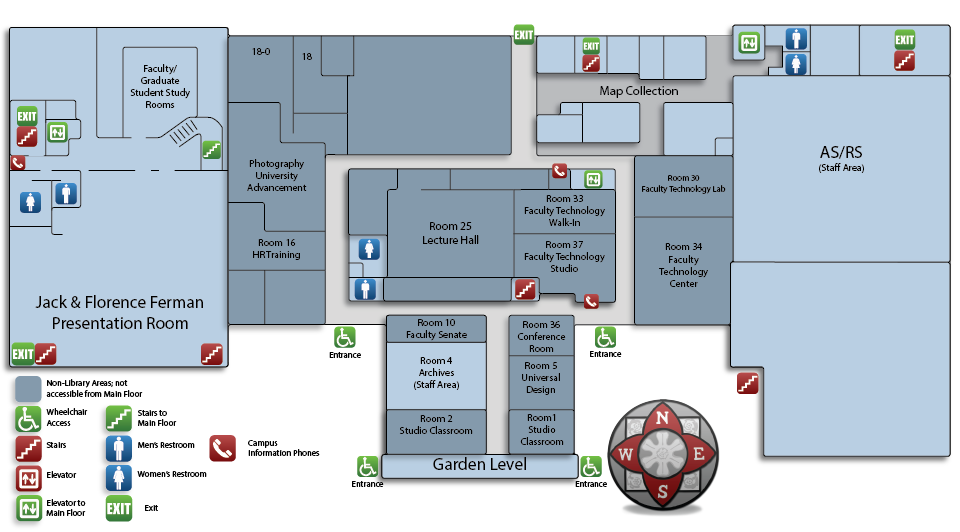 EXIT
18-0
18
EXIT
EXIT
Faculty/
Graduate
Student Study
Rooms
Map Collection
EXIT
AS/RS
(Staff Area)
Photography
University
Advancement
Room 30
Faculty Technology Lab
Room 33
Faculty Technology
Walk-In
Room 25
Lecture Hall
Room 16
HRTraining
Room 37
Faculty Technology
Studio
Room 34
Faculty
Technology
Center
Jack & Florence Ferman
Presentation Room
EXIT
Entrance
Room 10
Faculty Senate
Room 36
Conference
Room
Entrance
Room 4
Archives
(Staff Area)
Room 5
Universal
Design
Room 2
Studio Classroom
Room1
Studio
Classroom
Garden Level
Entrance
Entrance
Non-Library Areas; not
accessible from Main Floor
Wheelchair
Access
Stairs to
Main Floor
Stairs
Men's Restroom
Campus
Information Phones
Elevator
Women's Restroom
Elevator to
Main Floor
EXIT
Exit
N
W
E
S